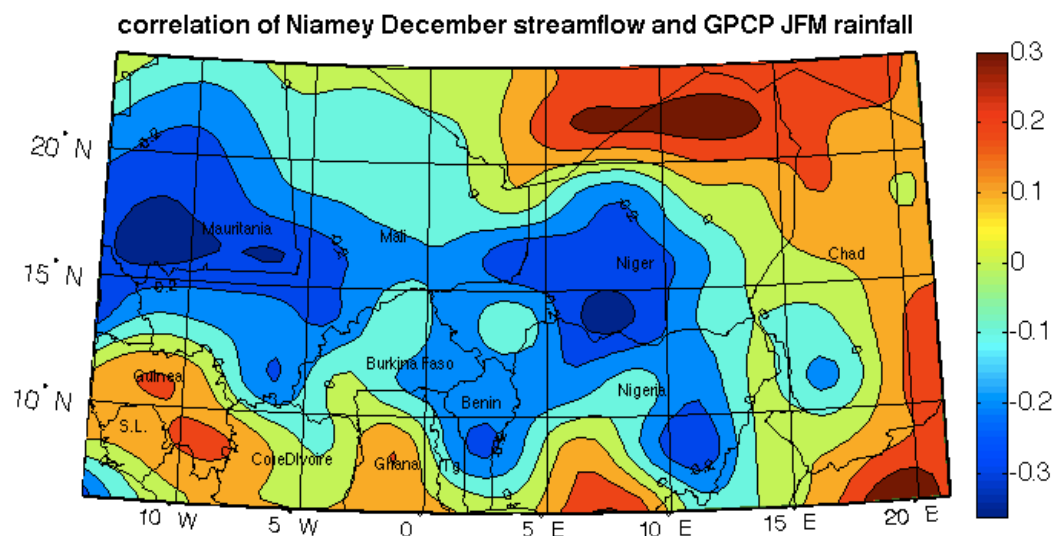 correlation of Niamey December streamflow and GPCP JFM rainfall
0.3
20° N
0.2
Mauritania
Mali
0.1
Niger
Chad
15° N
0
0.2
-0.1
Burkina Faso
Guinea
Nigeria
10° N
Benin
-0.2
S.L.
CoteDIvoire
Ghana
Tg
-0.3
10 W
5 W
0
5 E
10 E
15 E
20 E